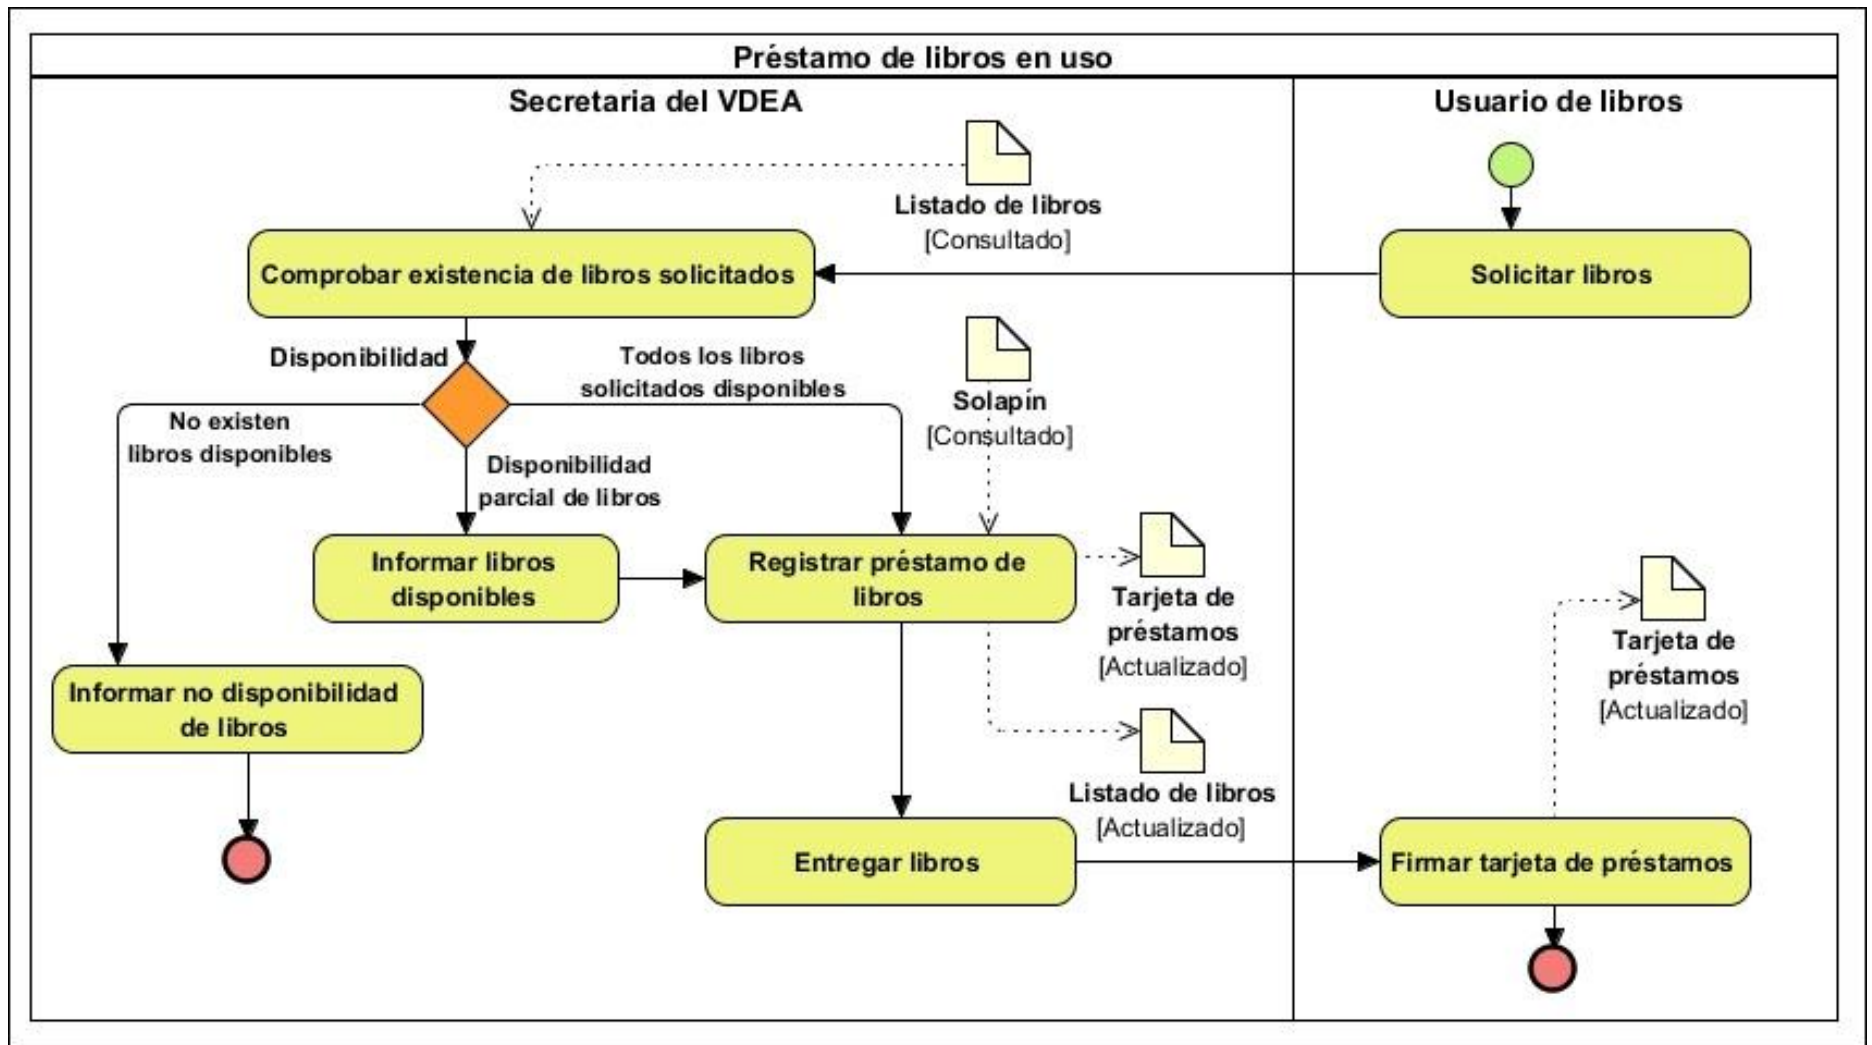 Préstamo de libros en uso
Secretaria del VDEA
Usuario de libros
Listado de libros
[Consultado]
Comprobar existencia de libros solicitados
Solicitar libros
Disponibilidad
Todos los libros
solicitados disponibles
Solapín
[Consultado]
No existen
libros disponibles
Disponibilidad
parcial de libros
Informar libros
disponibles
Registrar préstamo de
libros
Tarjeta de
préstamos
[Actualizado]
Tarjeta de
préstamos
[Actualizado]
Informar no disponibilidad
de libros
Listado de libros
[Actualizado]
Entregar libros
Firmar tarjeta de préstamos